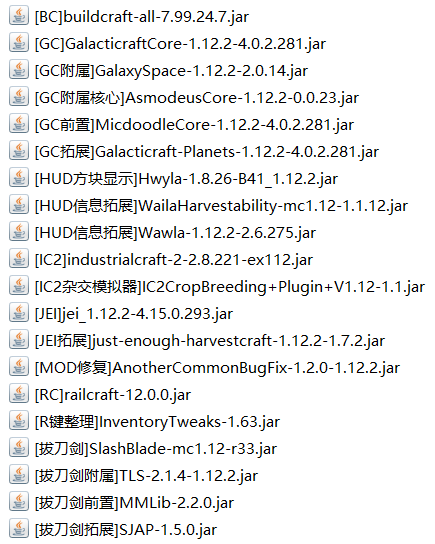 [BC]buildcraft-all-7.99.24.7.jar
[GC]GalacticraftCore-1.12.2-4.0.2.281.jar
[GC附属]GalaxySpace-1.12.2-2.0.14.jar
[GC附属核心]AsmodeusCore-1.12.2-0.0.23.jar
[GC前置]MicdoodleCore-1.12.2-4.0.2.281.jar
[GC拓展]Galacticraft-Planets-1.12.2-4.0.2.281.jar
[HUD方块显示]Hwyla-1.8.26-B41_1.12.2.jar
[HUD信息拓展]WailaHarvestability-mc1.12-1.1.12.jar
[HUD信息拓展]Wawla-1.12.2-2.6.275.jar
[IC2]industrialcraft-2-2.8.221-ex112.jar
[IC2杂交模拟器]IC2CropBreeding+Plugin+V1.12-1.1.jar
[JEI]jei_1.12.2-4.15.0.293.jar
[JEI拓展]just-enough-harvestcraft-1.12.2-1.7.2.jar
[MOD修复]AnotherCommonBugFix-1.2.0-1.12.2.jar
[RC]railcraft-12.0.0.jar
[R键整理]InventoryTweaks-1.63.jar
[拔刀剑]SlashBlade-mc1.12-r33.jar
[拔刀剑附属]TLS-2.1.4-1.12.2.jar
[拔刀剑前置]MMLib-2.2.0.jar
[拔刀剑拓展]SJAP-1.5.0.jar